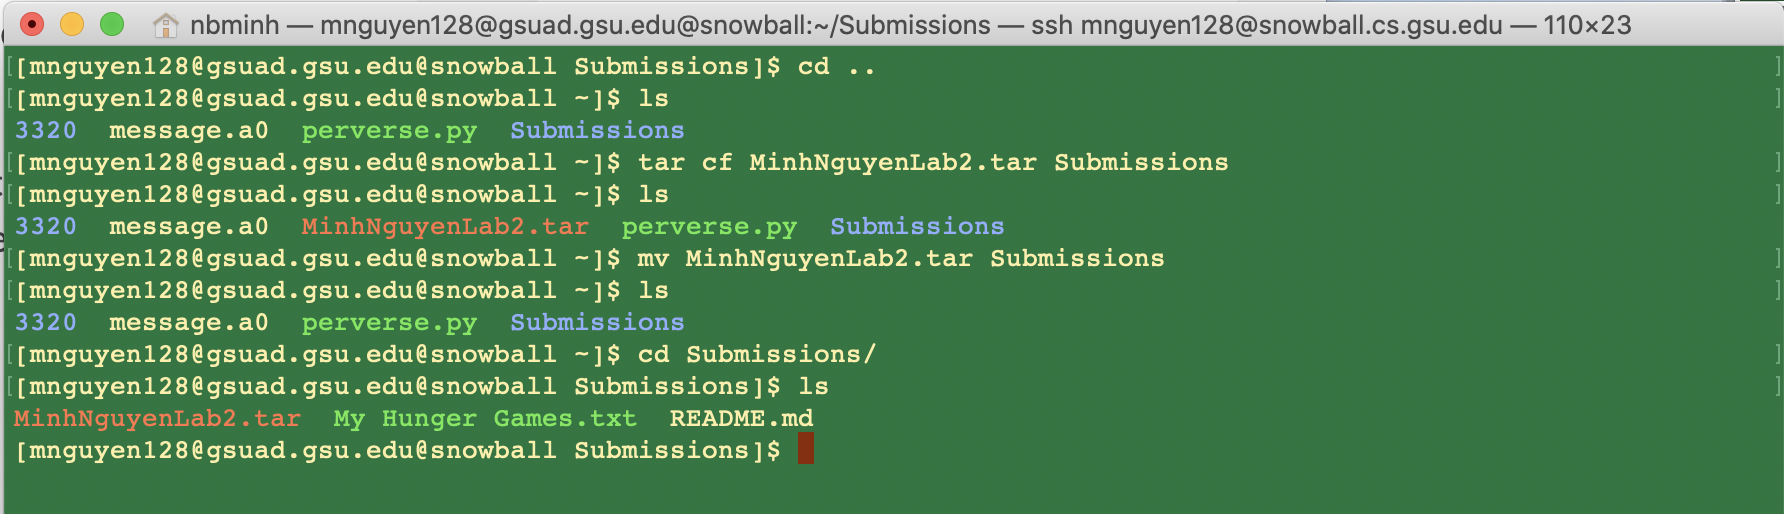 nbminh — mnguyen128@gsuad.gsu.edu@snowball:~/Submissions — ssh mnguyen128@snowball.cs.gsu.edu — 110×23
[[mnguyen128@gsuad.gsu.edu@snowball Submissions]$ cd .. ]
[[mnguyen128@gsuad.gsu.edu@snowball ~]$ ls ]
3320  message.a0  perverse.py  Submissions
[[mnguyen128@gsuad.gsu.edu@snowball ~]$ tar cf MinhNguyenLab2.tar Submissions ]
[[mnguyen128@gsuad.gsu.edu@snowball ~]$ ls ]
3320  message.a0  MinhNguyenLab2.tar  perverse.py  Submissions
[[mnguyen128@gsuad.gsu.edu@snowball ~]$ mv MinhNguyenLab2.tar Submissions ]
[[mnguyen128@gsuad.gsu.edu@snowball ~]$ ls ]
3320  message.a0  perverse.py  Submissions
[[mnguyen128@gsuad.gsu.edu@snowball ~]$ cd Submissions/ ]
[[mnguyen128@gsuad.gsu.edu@snowball Submissions]$ ls ]
MinhNguyenLab2.tar  My Hunger Games.txt  README.md
[mnguyen128@gsuad.gsu.edu@snowball Submissions]$